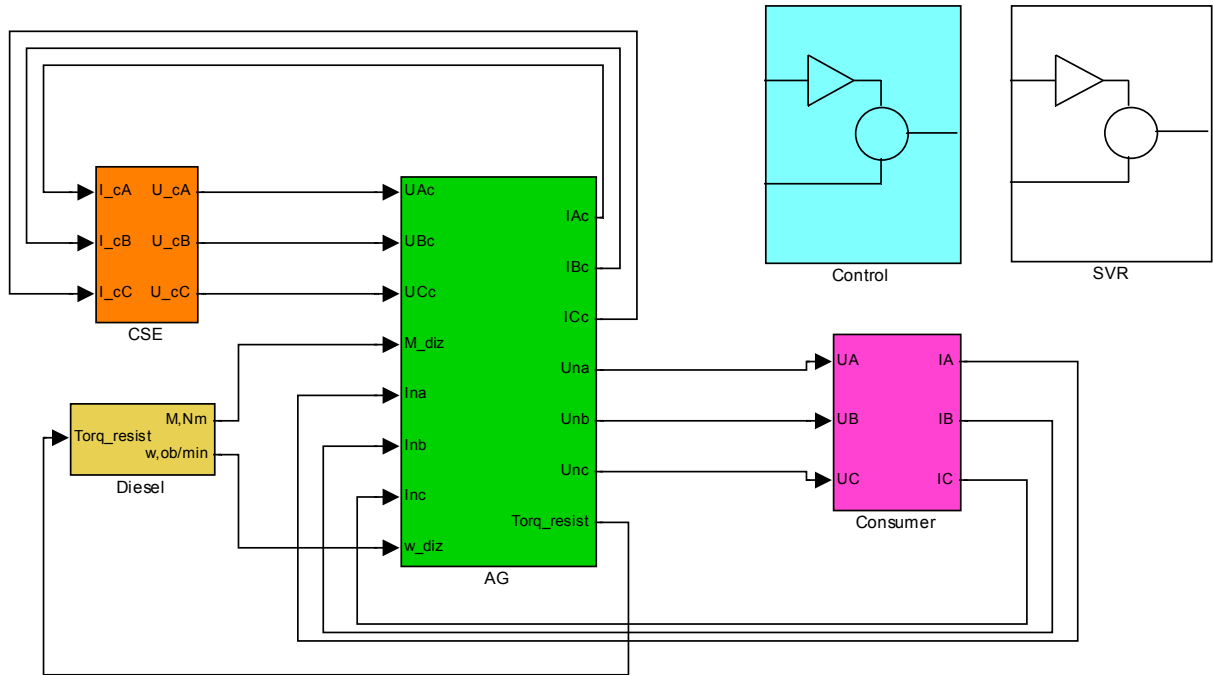 I_cA
U_cA
I_cB
U_cB
I_cC
U_cC
CSE
UAc
UBc
UCc
M_diz
Ina
Inb
Inc
w_diz
IAc
IBc
ICc
Una
Unb
Unc
Torq_resist
AG
Control
SVR
UA
IA
UB
IB
UC
IC
Consumer
M,Nm
Torq_resist
w,ob/min
Diesel